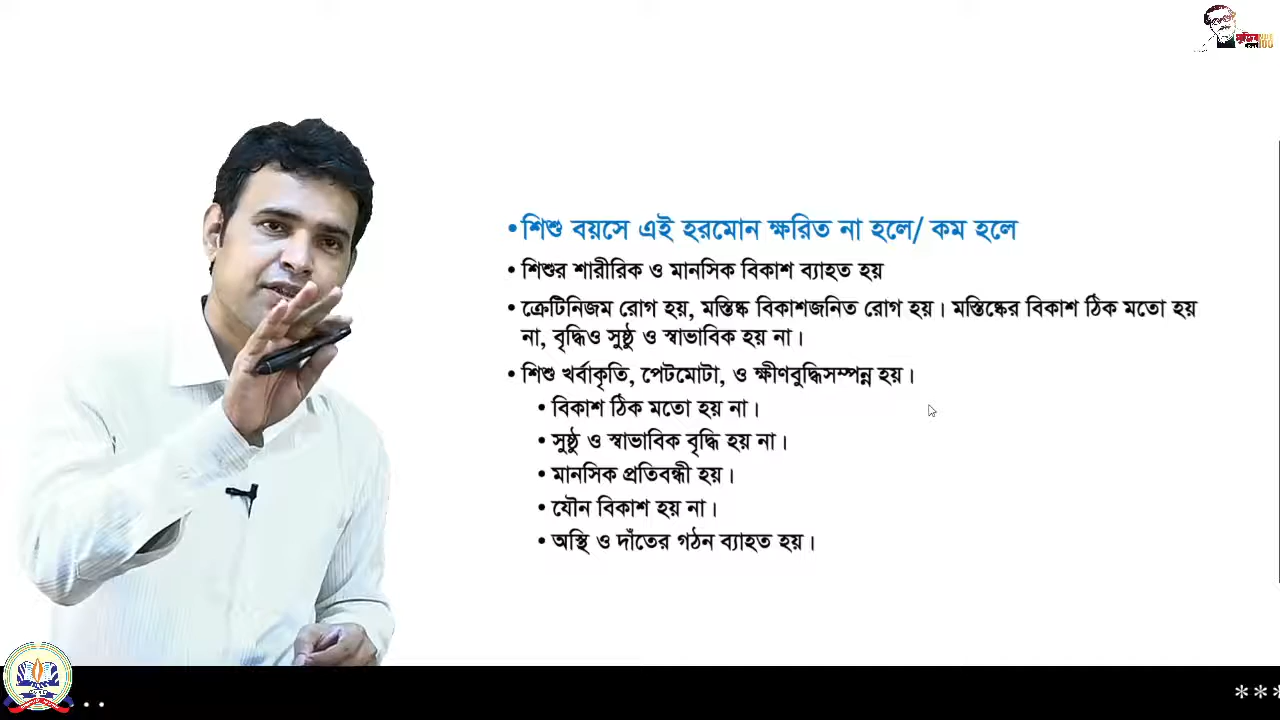 • শিশু বয়সে এই হরমোন ক্ষরিত না হলে/ কম হলে
• শিশুর শারীরিক ও মানসিক বিকাশ ব্যাহত হয়
• ক্রেটিনিজম রোগ হয়, মস্তিষ্ক বিকাশজনিত রোগ হয়। মস্তিষ্কের বিকাশ ঠিক মতো হয়
না, বৃদ্ধিও সুষ্ঠু ও স্বাভাবিক হয় না।
• শিশু খর্বাকৃতি, পেটমোটা, ও ক্ষীণবুদ্ধিসম্পন্ন হয়।
• বিকাশ ঠিক মতো হয় না।
• সুষ্ঠু ও স্বাভাবিক বৃদ্ধি হয় না।
• মানসিক প্রতিবন্ধী হয়।
• যৌন বিকাশ হয় না।
• অস্থি ও দাঁতের গঠন ব্যাহত হয়।
. . .
***